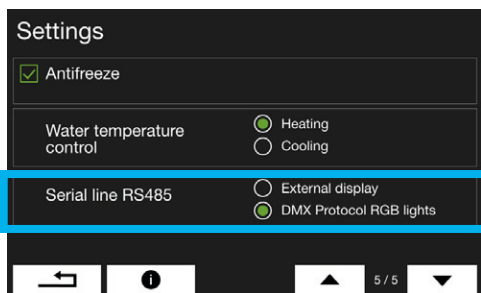 Settings
Antifreeze
Water temperature control
Heating
Cooling
Serial line RS485
External display
DMX Protocol RGB lights
5/5